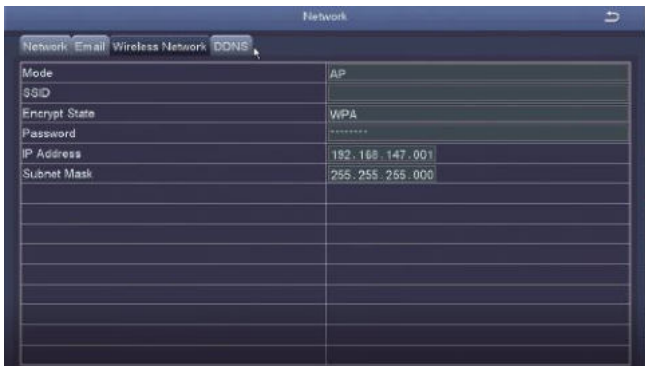 Network
Network Email Wireless Network DDNS
Mode AP
SSID
Encrypt State WPA
Password ********
IP Address 192.168.147.001
Subnet Mask 255.255.255.000